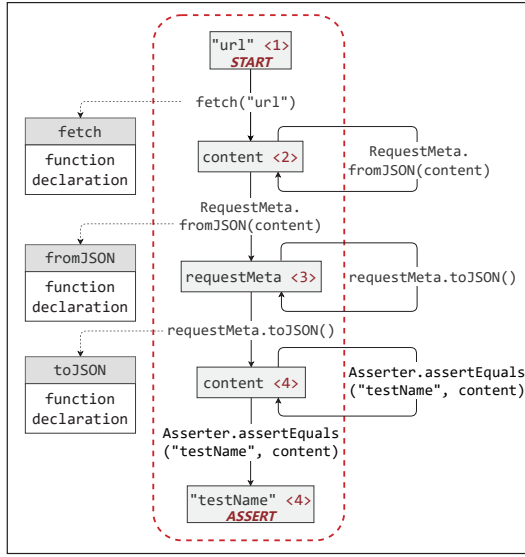 "url" <1>
START
fetch("url")
fetch
function
declaration
content <2>
RequestMeta.
fromJSON(content)
RequestMeta.
fromJSON(content)
fromJSON
function
declaration
requestMeta <3>
requestMeta.toJSON()
requestMeta.toJSON()
toJSON
function
declaration
content <4>
Asserter.assertEquals
("testName", content)
Asserter.assertEquals
("testName", content)
"testName" <4>
ASSERT